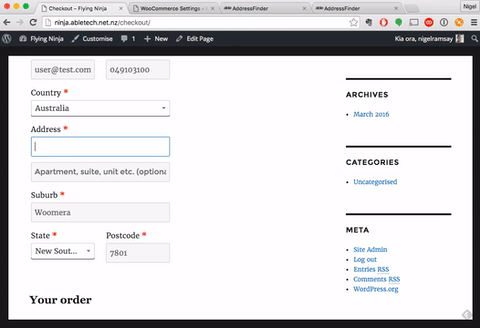 Nigel
Checkout – Flying Ninja
WooCommerce Settings ‹
AddressFinder
AddressFinder
ninja.abletech.net.nz/checkout/
Flying Ninja
Customise
1
New
Edit Page
Kia ora, nigelramsay
user@test.com
049103100
Country *
Australia
Address *
Apartment, suite, unit etc. (optiona
Suburb *
Woomera
State *
Postcode *
New Sout...
7801
Your order
ARCHIVES
March 2016
CATEGORIES
Uncategorised
META
Site Admin
Log out
Entries RSS
Comments RSS
WordPress.org